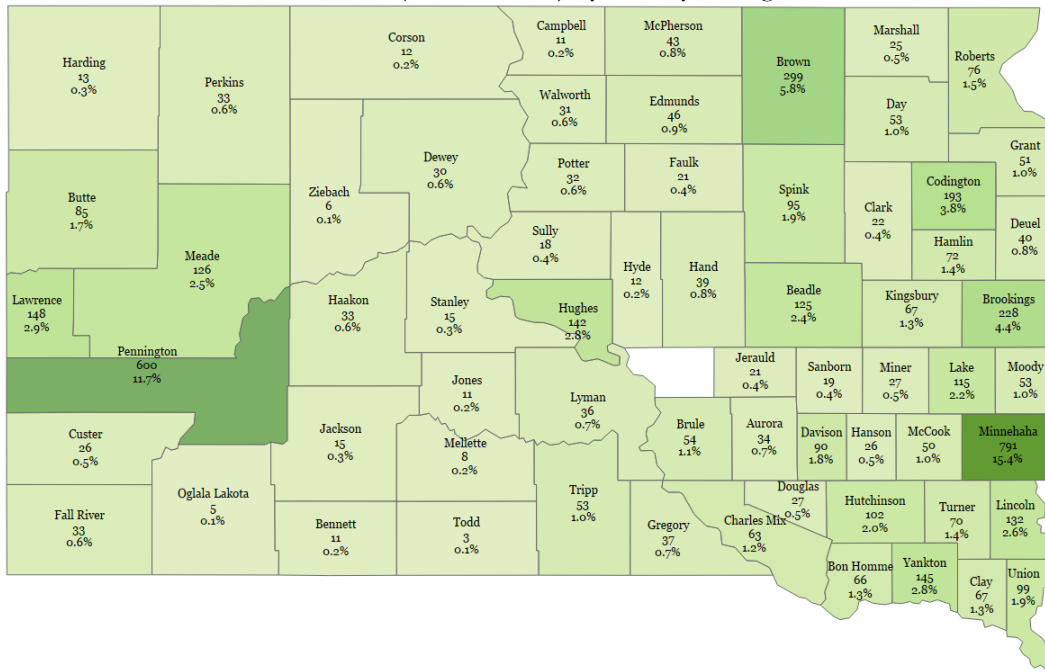 Harding
13
0.3%
Perkins
33
0.6%
Corson
12
0.2%
Campbell
11
0.2%
McPherson
43
0.8%
Brown
299
5.8%
Marshall
25
0.5%
Roberts
76
1.5%
Walworth
31
0.6%
Edmunds
46
0.9%
Day
53
1.0%
Grant
51
1.0%
Butte
85
1.7%
Ziebach
6
0.1%
Dewey
30
0.6%
Potter
32
0.6%
Faulk
21
0.4%
Spink
95
1.9%
Clark
22
0.4%
Codington
193
3.8%
Deuel
40
0.8%
Hamlin
72
1.4%
Meade
126
2.5%
Sully
18
0.4%
Hyde
12
0.2%
Hand
39
0.8%
Lawrence
148
2.9%
Haakon
33
0.6%
Stanley
15
0.3%
Hughes
142
2.8%
Beadle
125
2.4%
Kingsbury
67
1.3%
Brookings
228
4.4%
Pennington
600
11.7%
Jones
11
0.2%
Lyman
36
0.7%
Jerauld
21
0.4%
Sanborn
19
0.4%
Miner
27
0.5%
Lake
115
2.2%
Moody
53
1.0%
Custer
26
0.5%
Jackson
15
0.3%
Mellette
8
0.2%
Brule
54
1.1%
Aurora
34
0.7%
Davison
90
1.8%
Hanson
26
0.5%
McCook
50
1.0%
Minnehaha
791
15.4%
Fall River
33
0.6%
Oglala Lakota
5
0.1%
Bennett
11
0.2%
Todd
3
0.1%
Tripp
53
1.0%
Gregory
37
0.7%
Charles Mix
63
1.2%
Douglas
27
0.5%
Hutchinson
102
2.0%
Turner
70
1.4%
Lincoln
132
2.6%
Bon Homme
66
1.3%
Yankton
145
2.8%
Clay
67
1.3%
Union
99
1.9%